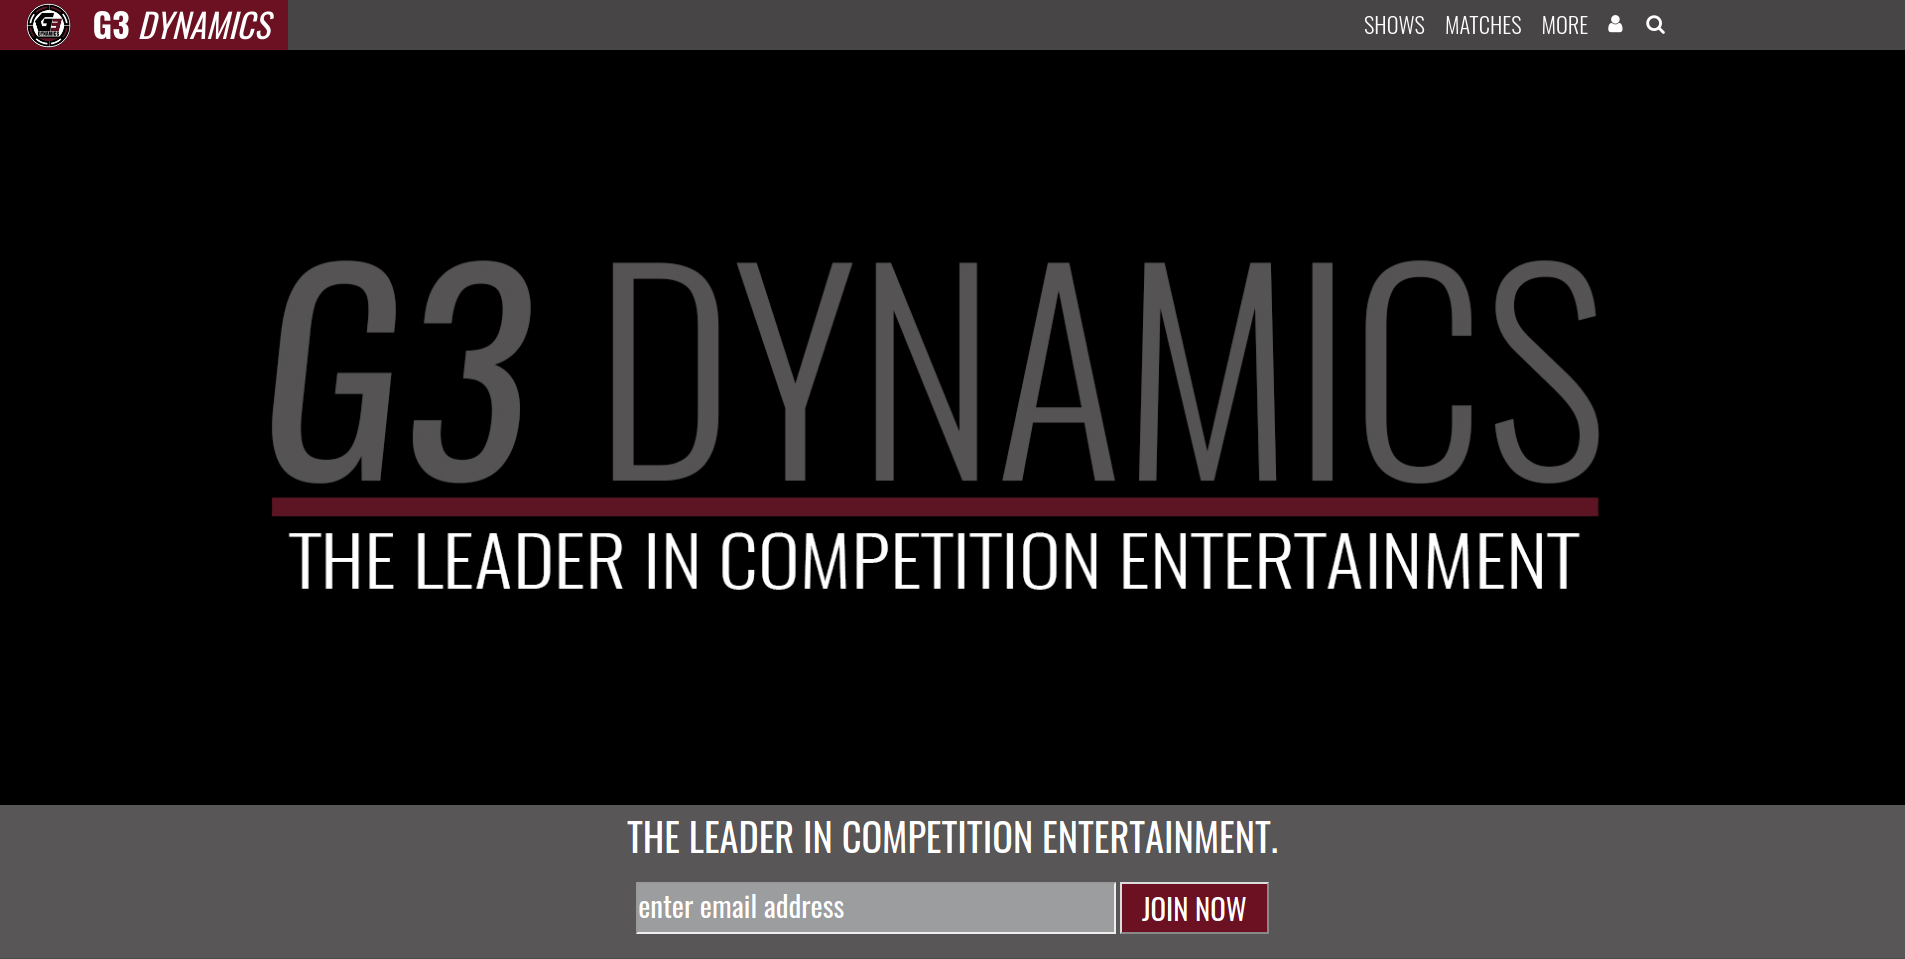 G3 DYNAMICS
SHOWS MATCHES MORE
G3 DYNAMICS
THE LEADER IN COMPETITION ENTERTAINMENT
THE LEADER IN COMPETITION ENTERTAINMENT.
enter email address JOIN NOW